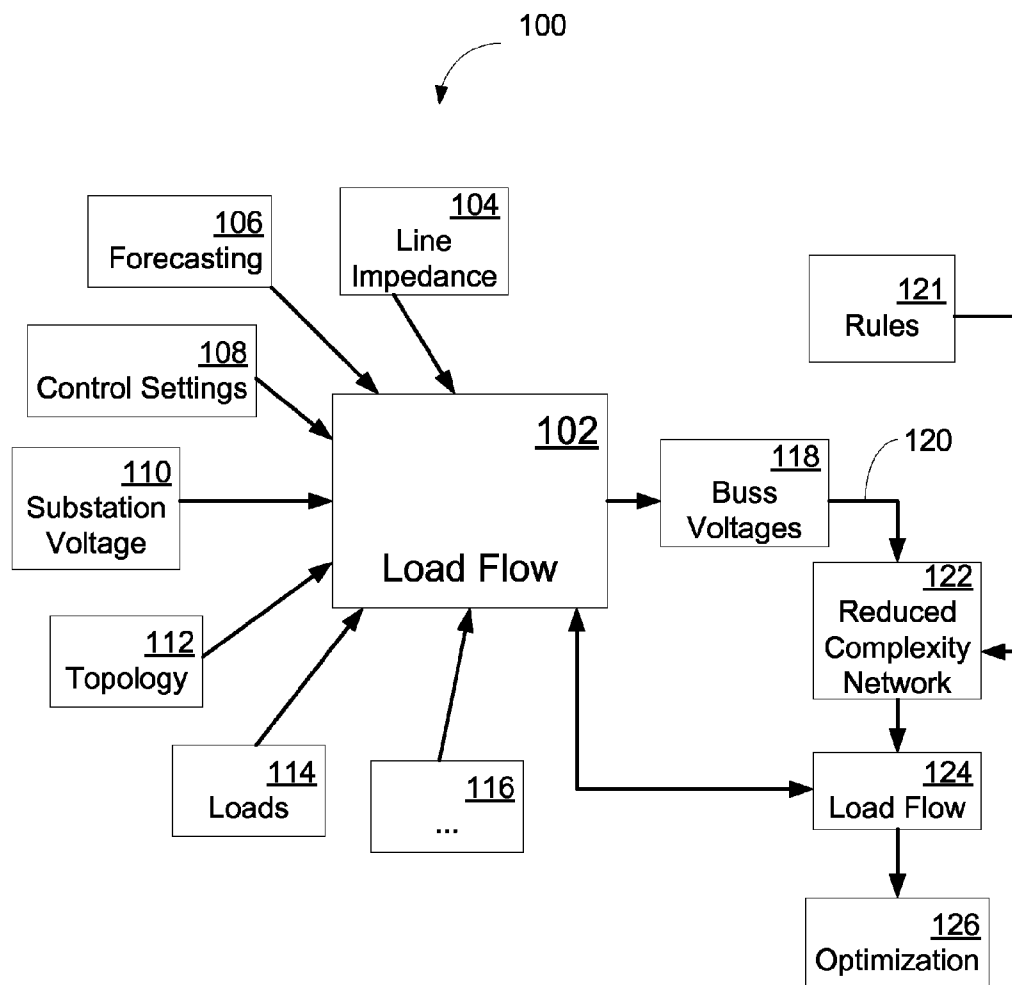 100
106
Forecasting
104
Line
Impedance
121
Rules
108
Control Settings
102
Load Flow
118
Buss
Voltages
120
110
Substation
Voltage
122
Reduced
Complexity
Network
112
Topology
114
Loads
116
...
124
Load Flow
126
Optimization